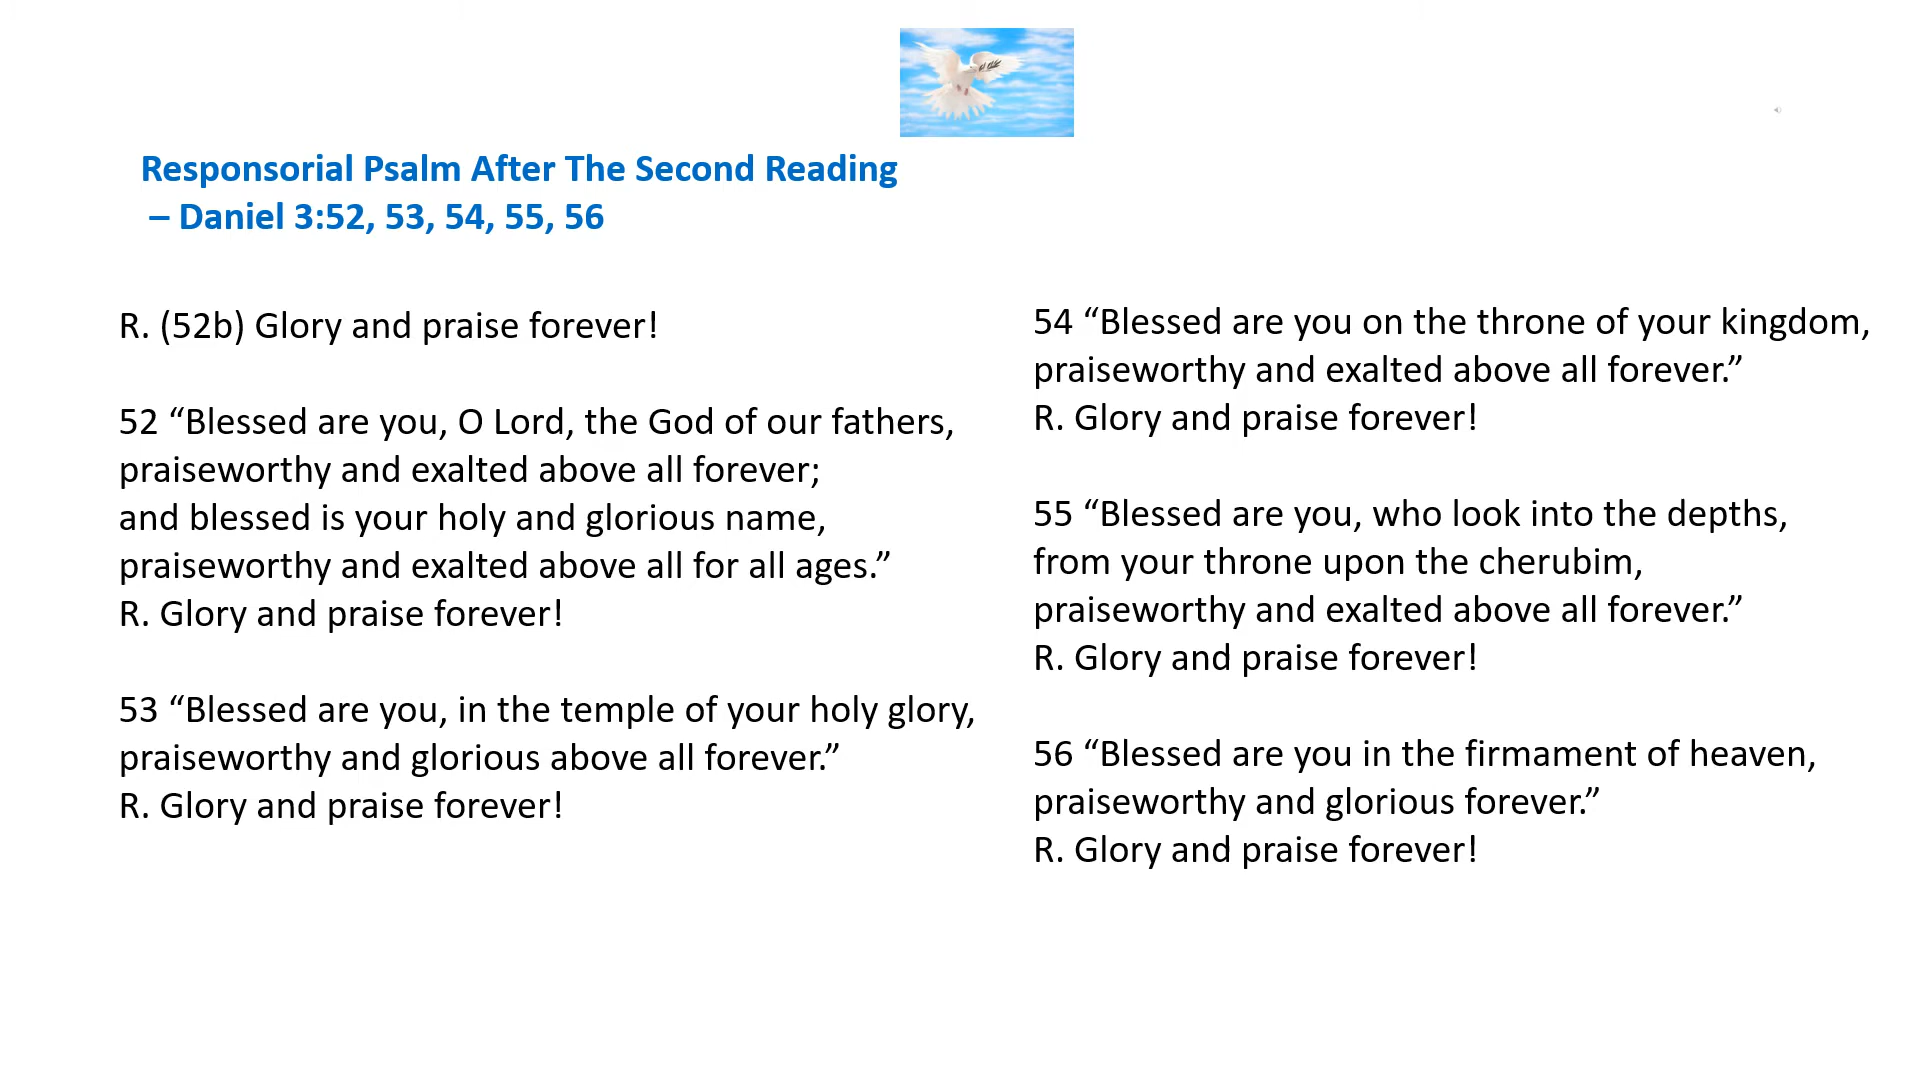 Responsorial Psalm After The Second Reading
– Daniel 3:52, 53, 54, 55, 56
R. (52b) Glory and praise forever!
52 “Blessed are you, O Lord, the God of our fathers,
praiseworthy and exalted above all forever;
and blessed is your holy and glorious name,
praiseworthy and exalted above all for all ages.”
R. Glory and praise forever!
53 “Blessed are you, in the temple of your holy glory,
praiseworthy and glorious above all forever.”
R. Glory and praise forever!
54 “Blessed are you on the throne of your kingdom,
praiseworthy and exalted above all forever.”
R. Glory and praise forever!
55 “Blessed are you, who look into the depths,
from your throne upon the cherubim,
praiseworthy and exalted above all forever.”
R. Glory and praise forever!
56 “Blessed are you in the firmament of heaven,
praiseworthy and glorious forever.”
R. Glory and praise forever!